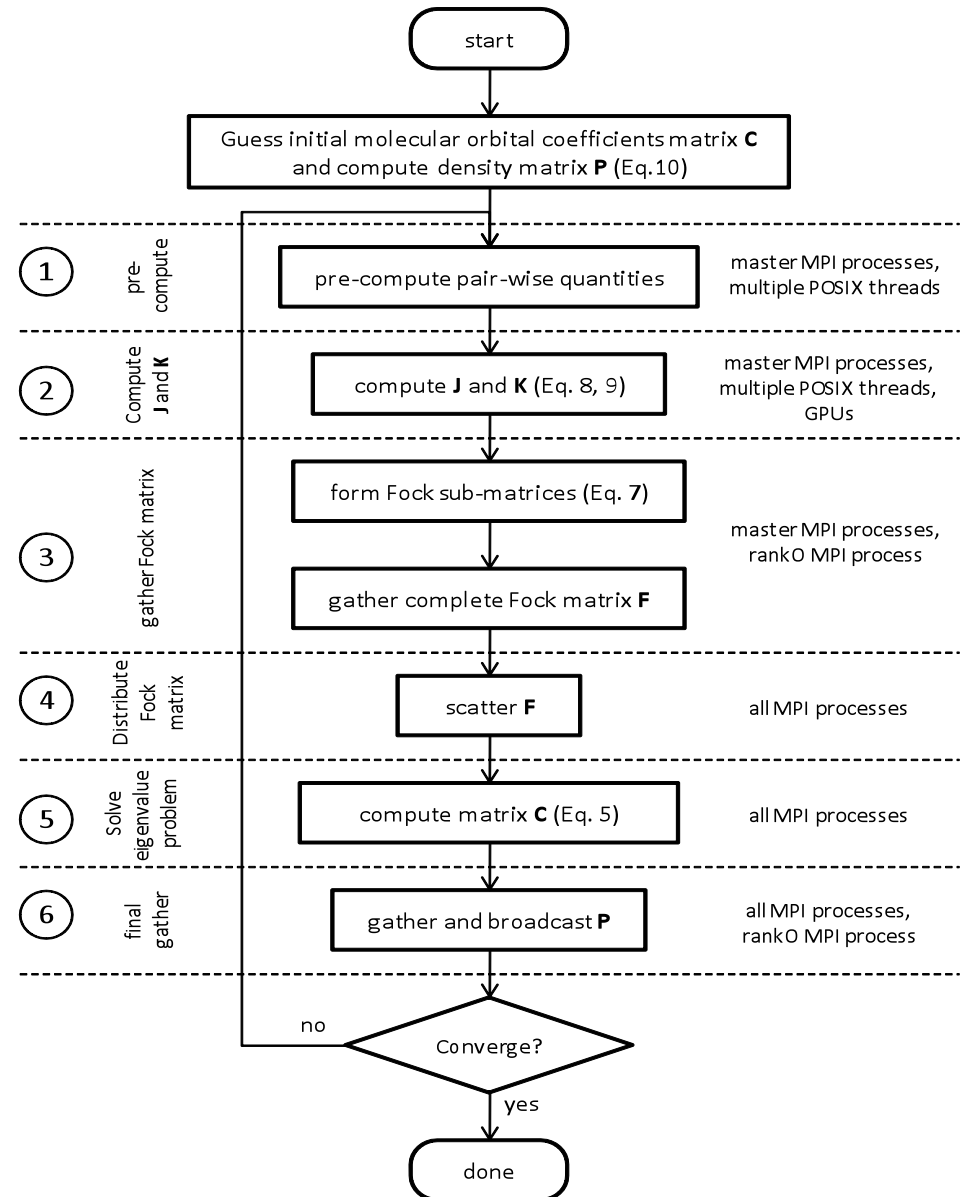 start
Guess initial molecular orbital coefficients matrix C
and compute density matrix P (Eq.10)
1
pre-
compute
pre-compute pair-wise quantities
master MPI processes,
multiple POSIX threads
2
Compute
J and K
compute J and K (Eq. 8, 9)
master MPI processes,
multiple POSIX threads,
GPUs
3
gather Fock matrix
form Fock sub-matrices (Eq. 7)
gather complete Fock matrix F
master MPI processes,
rank0 MPI process
4
Distribute
Fock
matrix
scatter F
all MPI processes
5
Solve
eigenvalue
problem
compute matrix C (Eq. 5)
all MPI processes
6
final
gather
gather and broadcast P
all MPI processes,
rank0 MPI process
no
Converge?
yes
done